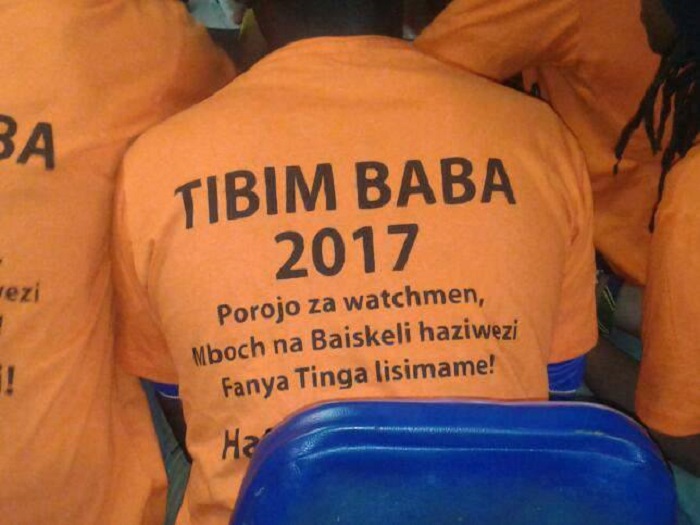 TIBIM BABA
2017
Porojo za watchmen,
Mboch na Baiskeli haziwezi
Fanya Tinga lisimame!